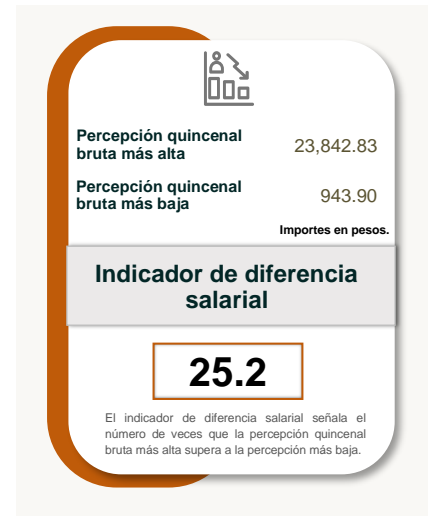 Percepción quincenal
bruta más alta
23,842.83
Percepción quincenal
bruta más baja
943.90
Importes en pesos.
Indicador de diferencia
salarial
25.2
El indicador de diferencia salarial señala el
número de veces que la percepción quincenal
bruta más alta supera a la percepción más baja.